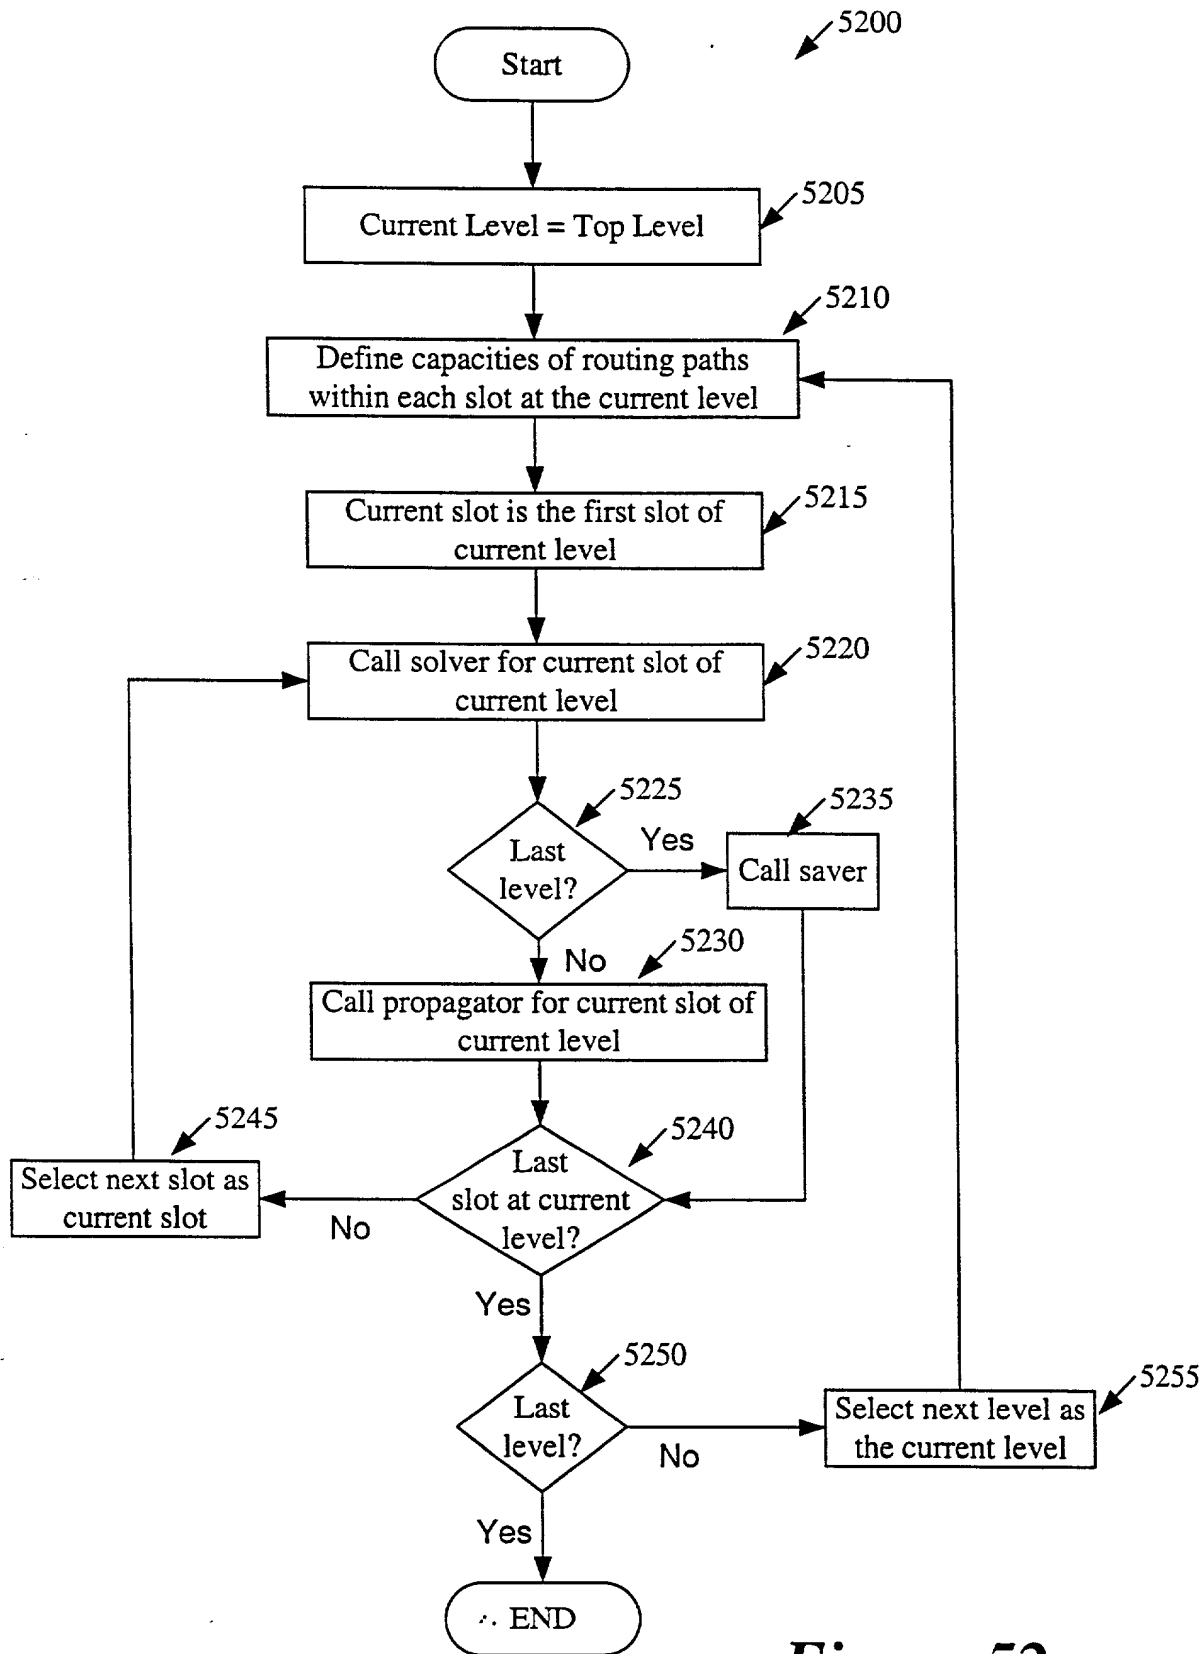 5200
Start
5205
Current Level = Top Level
5210
Define capacities of routing paths
within each slot at the current level
5215
Current slot is the first slot of
current level
5220
Call solver for current slot of
current level
5225
5235
Last
level?
Yes
Call saver
5230
No
Call propagator for current slot of
current level
5245
5240
Select next slot as
current slot
No
Last
slot at current
level?
Yes
5250
5255
Last
level?
No
Select next level as
the current level
Yes
END